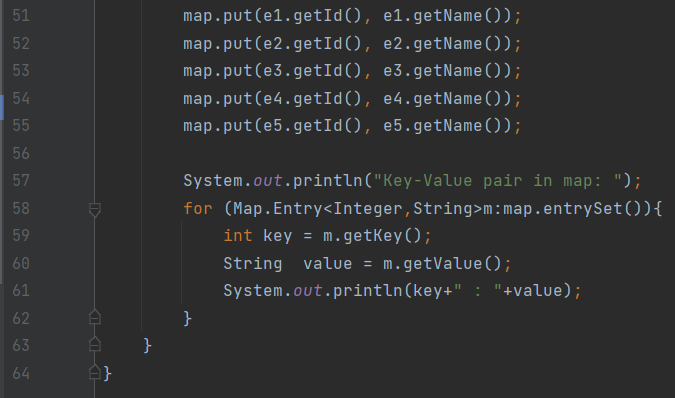 51 map.put(e1.getId(), e1.getName());
52 map.put(e2.getId(), e2.getName());
53 map.put(e3.getId(), e3.getName());
54 map.put(e4.getId(), e4.getName());
55 map.put(e5.getId(), e5.getName());
56
57 System.out.println("Key-Value pair in map: ");
58 for (Map.Entry<Integer,String>m:map.entrySet()){
59 int key = m.getKey();
60 String  value = m.getValue();
61 System.out.println(key+" : "+value);
62 }
63 }
64 }